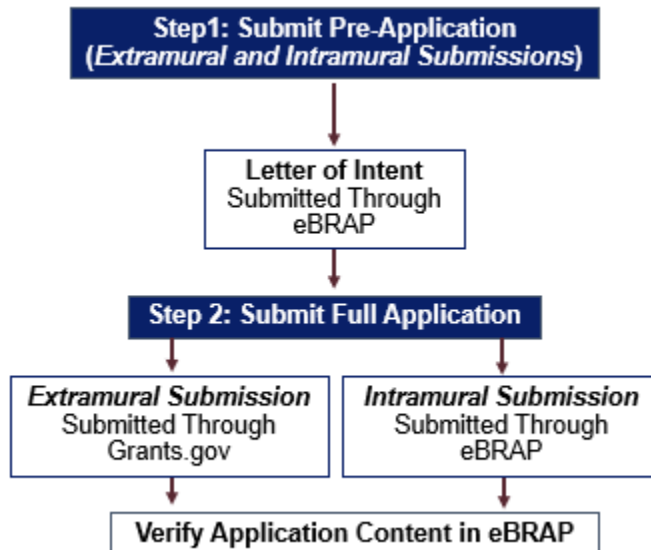 Step1: Submit Pre-Application
(Extramural and Intramural Submissions)
Letter of Intent
Submitted Through
eBRAP
Step 2: Submit Full Application
Extramural Submission
Submitted Through
Grants.gov
Intramural Submission
Submitted Through
eBRAP
Verify Application Content in eBRAP